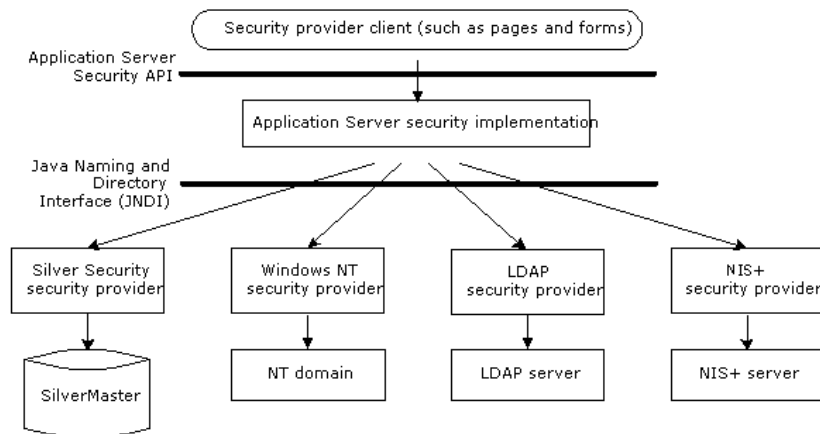 Security provider client (such as pages and forms)
Application Server
Security API
Application Server security implementation
Java Naming and
Directory
Interface (JNDI)
Silver Security
security provider
Windows NT
security provider
LDAP
security provider
NIS+
security provider
SilverMaster
NT domain
LDAP server
NIS+ server